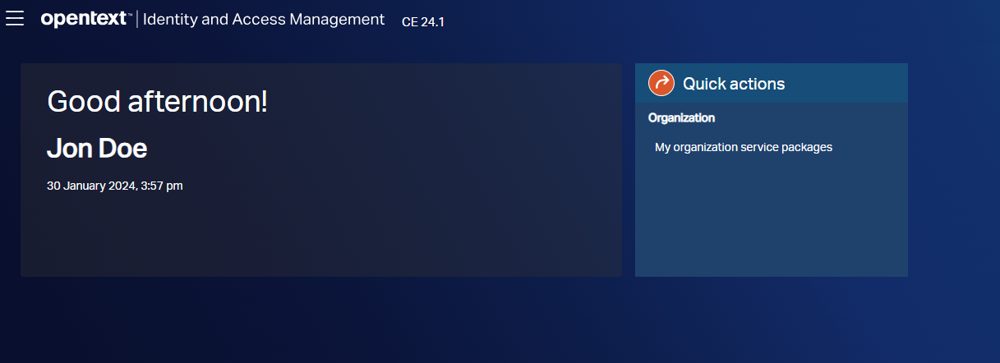 opentext™ | Identity and Access Management CE 24.1
Good afternoon!
Jon Doe
30 January 2024, 3:57 pm
Quick actions
Organization
My organization service packages